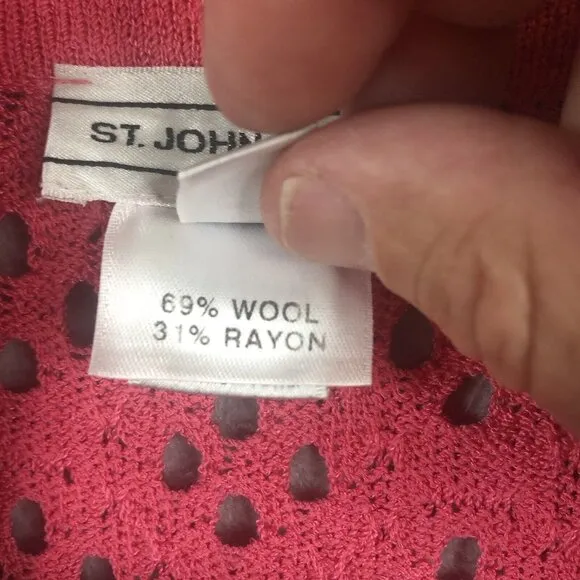 ST. JOHN
69% WOOL
31% RAYON